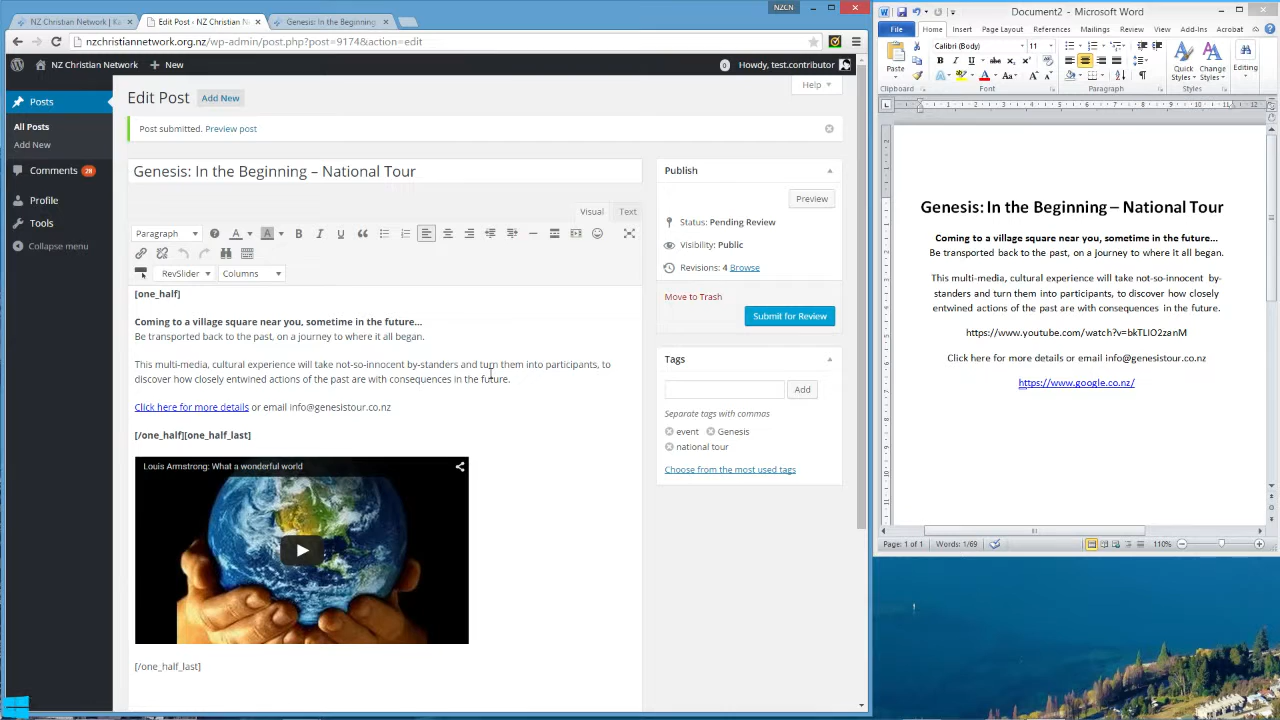 NZCN
NZ Christian Network | Ka
Edit Post ‹ NZ Christian N
Genesis: In the Beginning
nzchristiannetwork.org.nz/wp-admin/post.php?post=9174&action=edit
NZ Christian Network
New
0
Howdy, test.contributor
Posts
All Posts
Add New
Comments 28
Profile
Tools
Collapse menu
Edit Post
Add New
Help
Post submitted. Preview post
Genesis: In the Beginning – National Tour
Visual
Text
Paragraph
RevSlider
Columns
[one_half]
Coming to a village square near you, sometime in the future...
Be transported back to the past, on a journey to where it all began.
This multi-media, cultural experience will take not-so-innocent by-standers and turn them into participants, to
discover how closely entwined actions of the past are with consequences in the future.
Click here for more details or email info@genesistour.co.nz
[/one_half][one_half_last]
Louis Armstrong: What a wonderful world
[/one_half_last]
Publish
Preview
Status: Pending Review
Visibility: Public
Revisions: 4 Browse
Move to Trash
Submit for Review
Tags
Add
Separate tags with commas
event
Genesis
national tour
Choose from the most used tags
Document2 - Microsoft Word
File
Home
Insert
Page Layout
References
Mailings
Review
View
Add-Ins
Acrobat
Paste
Calibri (Body)
11
Quick
Styles
Change
Styles
Editing
Clipboard
Font
Paragraph
Styles
Genesis: In the Beginning – National Tour
Coming to a village square near you, sometime in the future...
Be transported back to the past, on a journey to where it all began.
This multi-media, cultural experience will take not-so-innocent by-
standers and turn them into participants, to discover how closely
entwined actions of the past are with consequences in the future.
https://www.youtube.com/watch?v=bkTLIO2zanM
Click here for more details or email info@genesistour.co.nz
https://www.google.co.nz/
Page: 1 of 1
Words: 1/69
110%